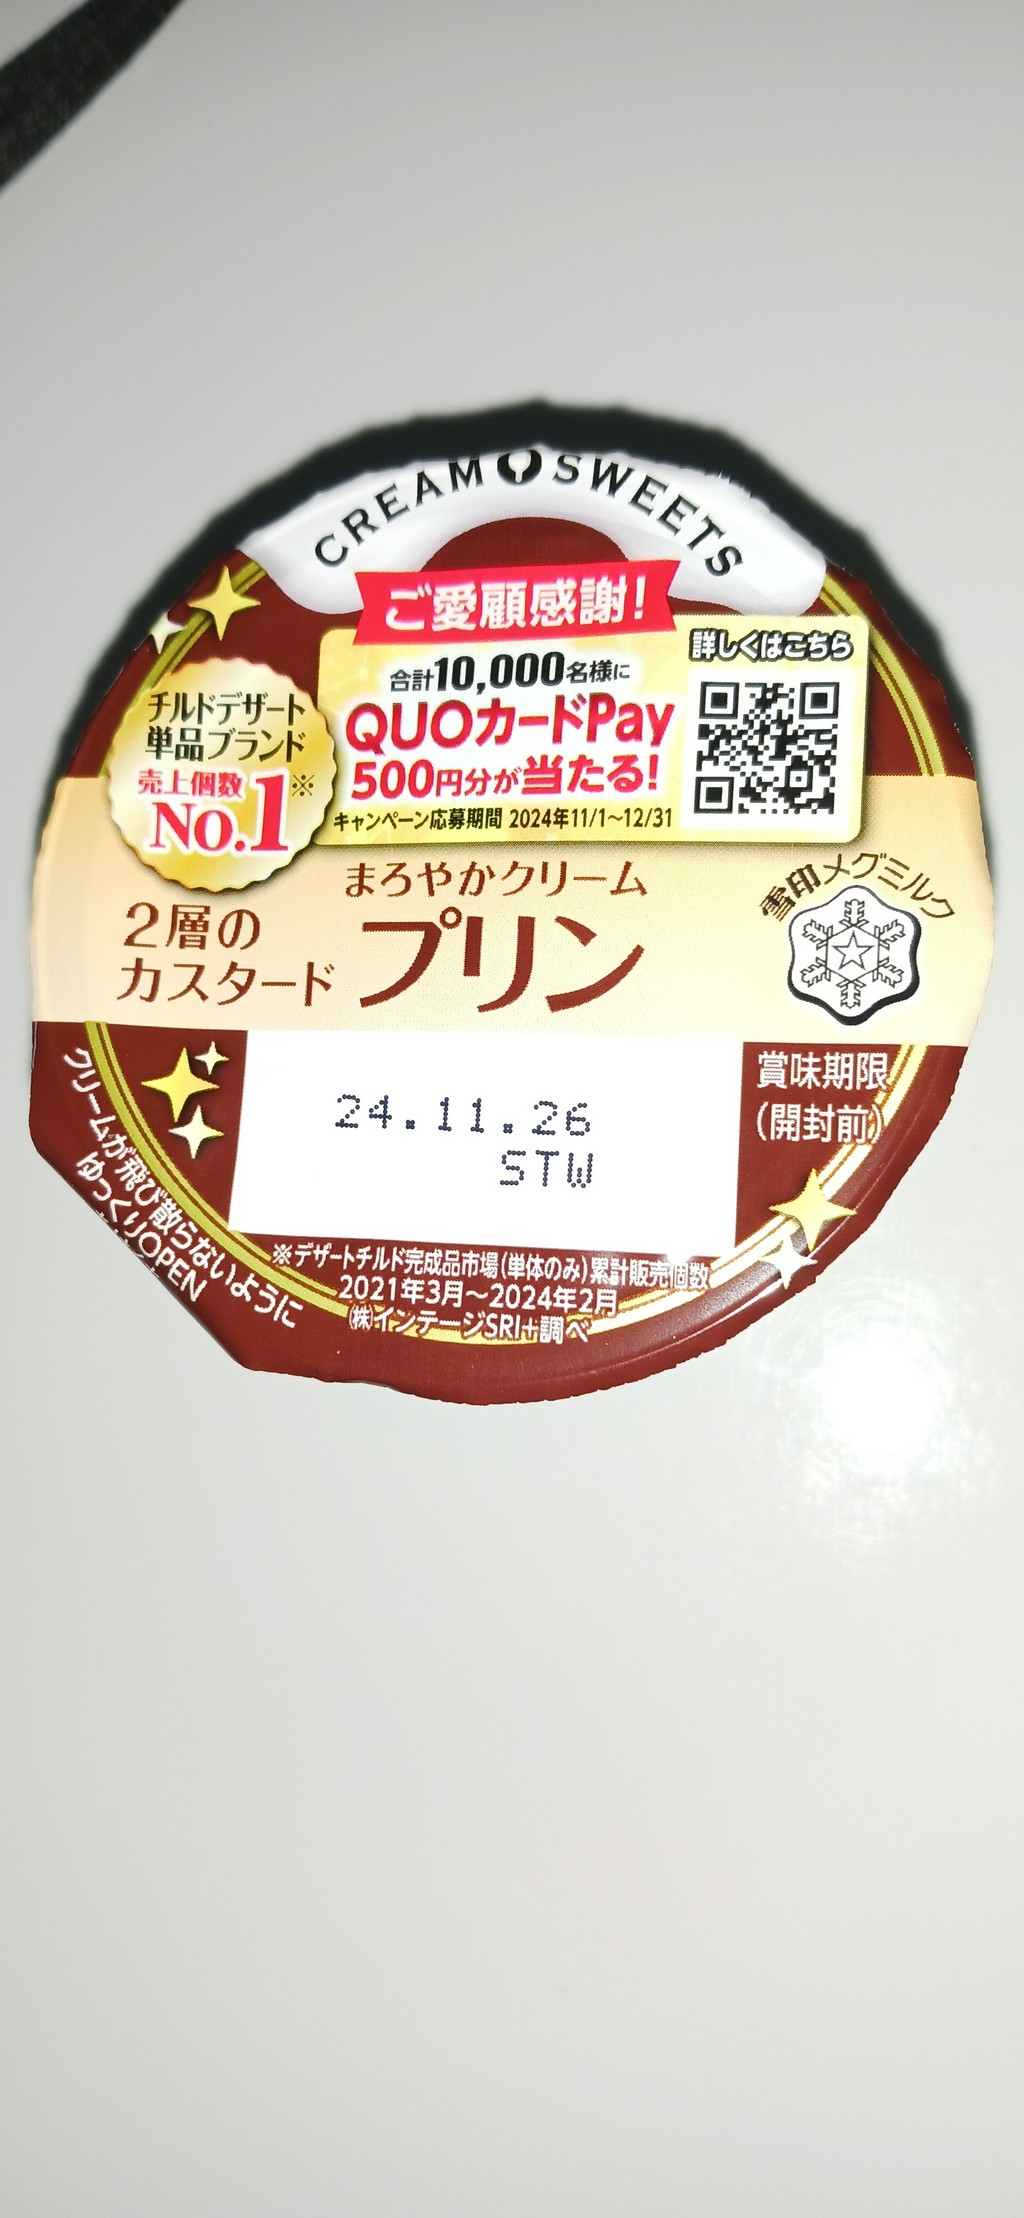 CREAM SWEETS
ご愛顧感謝!
合計10,000名様に
QUOカードPay
500円分が当たる!
キャンペーン応募期間 2024年11/1〜12/31
詳しくはこちら
チルドデザート
単品ブランド
売上個数※
No.1
まろやかクリーム
2層の
カスタード
プリン
雪印メグミルク
24.11.26
STW
賞味期限
(開封前)
クリームが飛び散らないように
ゆっくりOPEN
※デザートチルド完成品市場(単体のみ)累計販売個数
2021年3月〜2024年2月
㈱インテージSRI+調べ